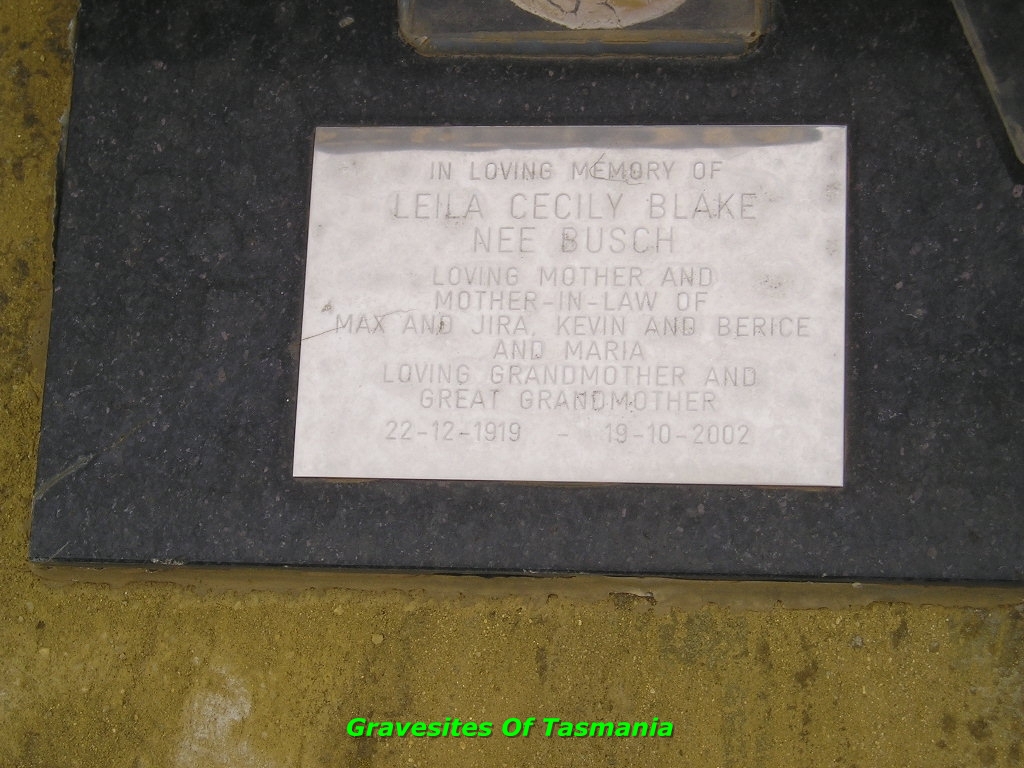 IN LOVING MEMORY OF
LEILA CECILY BLAKE
NEE BUSCH
LOVING MOTHER AND
MOTHER-IN-LAW OF
MAX AND JIRA, KEVIN AND BERICE
AND MARIA
LOVING GRANDMOTHER AND
GREAT GRANDMOTHER
22-12-1919 - 19-10-2002
Gravesites Of Tasmania